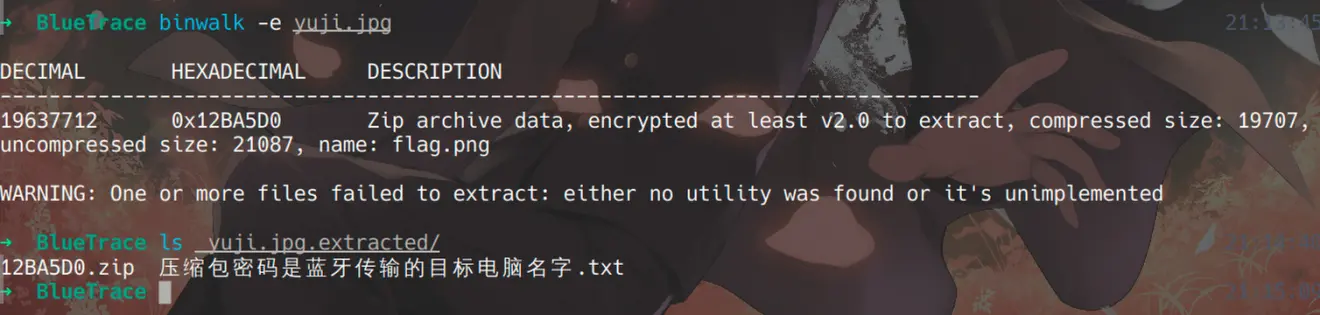 → BlueTrace binwalk -e yuji.jpg 21:13:45
DECIMAL HEXADECIMAL DESCRIPTION
--------------------------------------------------------------------------------
19637712 0x12BA5D0 Zip archive data, encrypted at least v2.0 to extract, compressed size: 19707,
uncompressed size: 21087, name: flag.png
WARNING: One or more files failed to extract: either no utility was found or it's unimplemented
→ BlueTrace ls _yuji.jpg.extracted/
12BA5D0.zip 压缩包密码是蓝牙传输的目标电脑名字.txt
→ BlueTrace